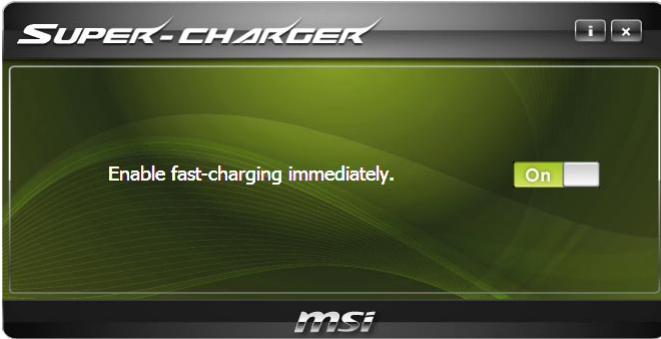 SUPER-CHARGER
i x
Enable fast-charging immediately.
On
msi